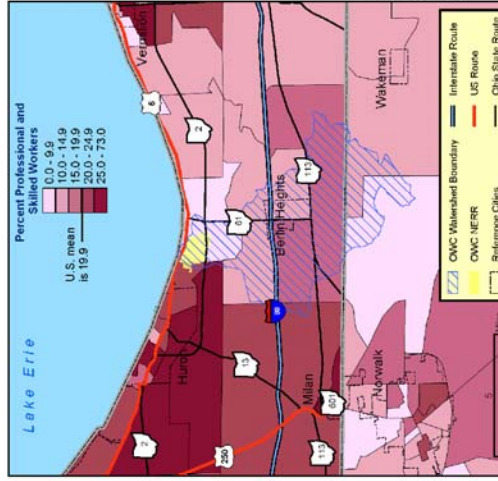 Percent Professional and
Skilled Workers
0.0 - 9.9
10.0 - 14.9
15.0 - 19.9
20.0 - 24.9
25.0 - 73.0
U.S. mean
is 19.9
Lake Erie
Vermilion
6
2
Huron
2
61
13
113
Berlin Heights
Wakeman
90
250
Milan
601
113
Norwalk
5
OWC Watershed Boundary
OWC NERR
Reference Cities
Interstate Route
US Route
Ohio State Route